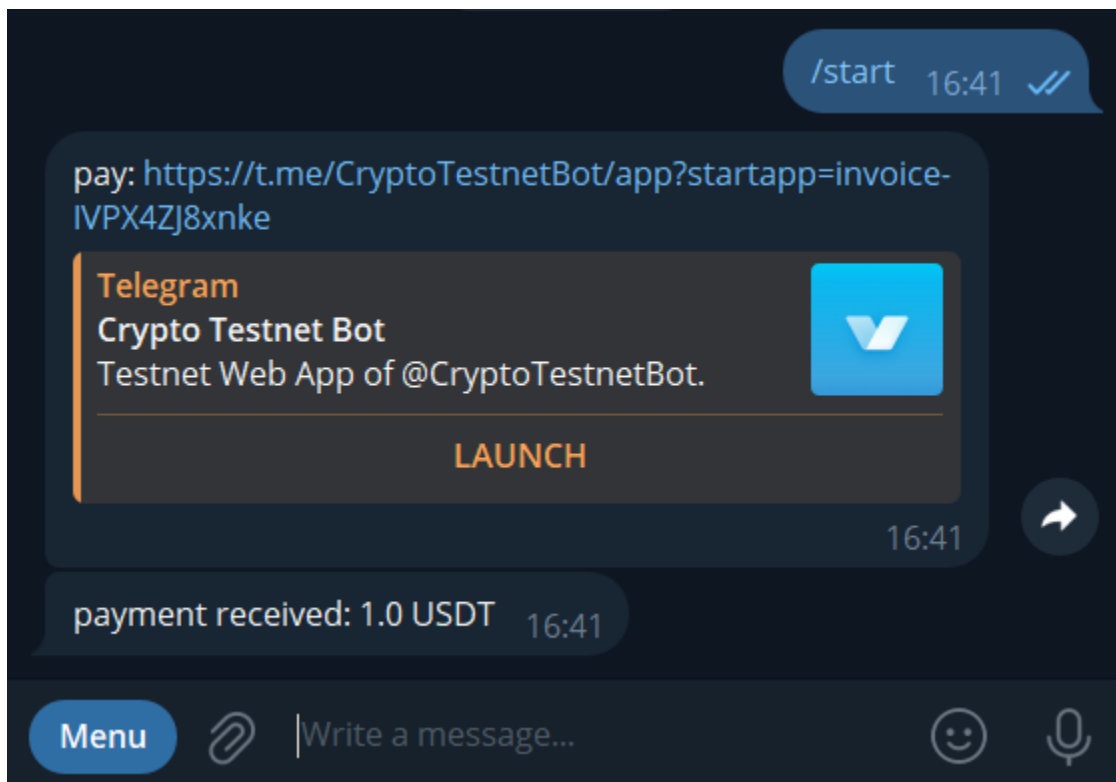 /start 16:41
pay: https://t.me/CryptoTestnetBot/app?startapp=invoice-
IVPX4ZJ8xnke
Telegram
Crypto Testnet Bot
Testnet Web App of @CryptoTestnetBot.
LAUNCH
16:41
payment received: 1.0 USDT 16:41
Menu Write a message...